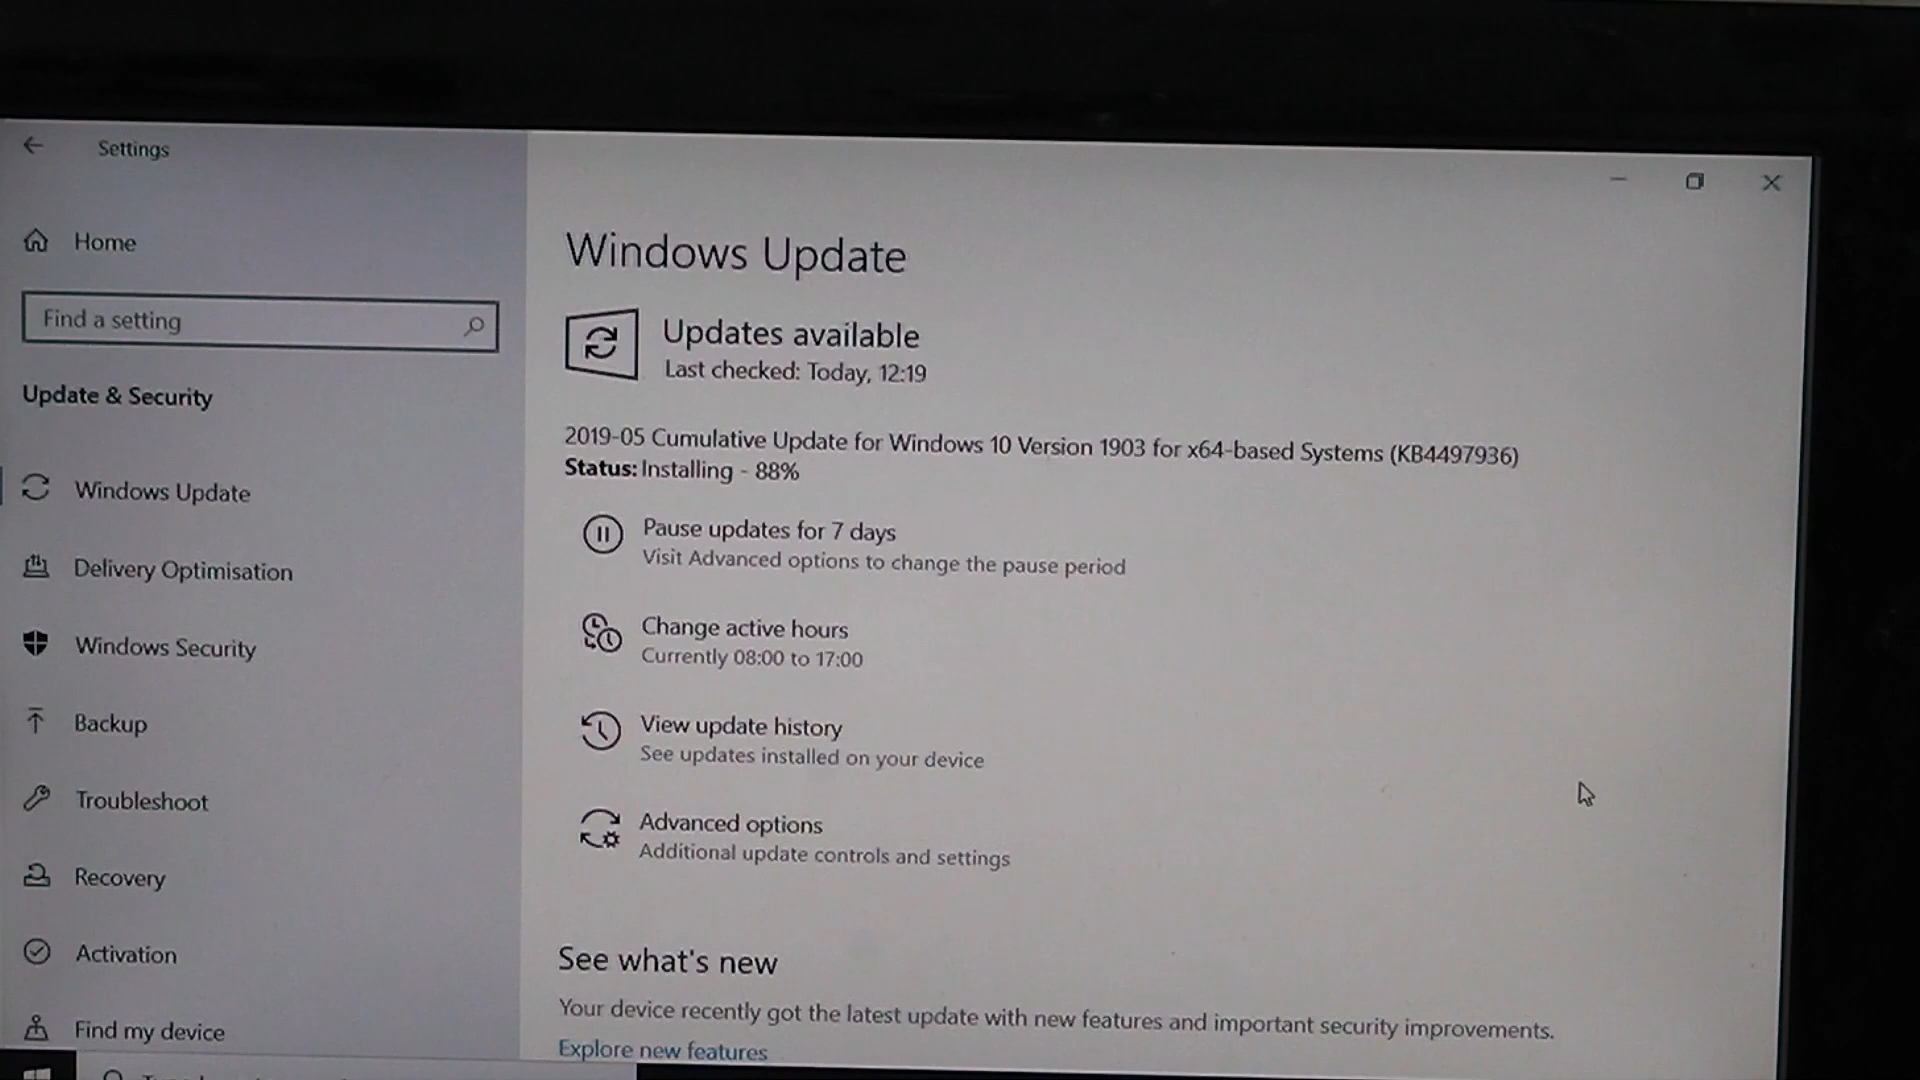 Settings
Home
Find a setting
Update & Security
Windows Update
Delivery Optimisation
Windows Security
Backup
Troubleshoot
Recovery
Activation
Find my device
Windows Update
Updates available
Last checked: Today, 12:19
2019-05 Cumulative Update for Windows 10 Version 1903 for x64-based Systems (KB4497936)
Status: Installing - 88%
Pause updates for 7 days
Visit Advanced options to change the pause period
Change active hours
Currently 08:00 to 17:00
View update history
See updates installed on your device
Advanced options
Additional update controls and settings
See what's new
Your device recently got the latest update with new features and important security improvements.
Explore new features